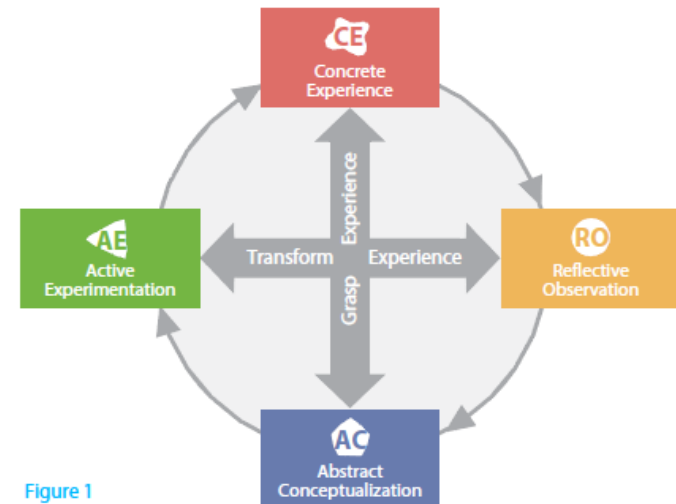 CE
Concrete
Experience
AE
Active
Experimentation
Transform Experience
Grasp Experience
RO
Reflective
Observation
AC
Abstract
Conceptualization
Figure 1